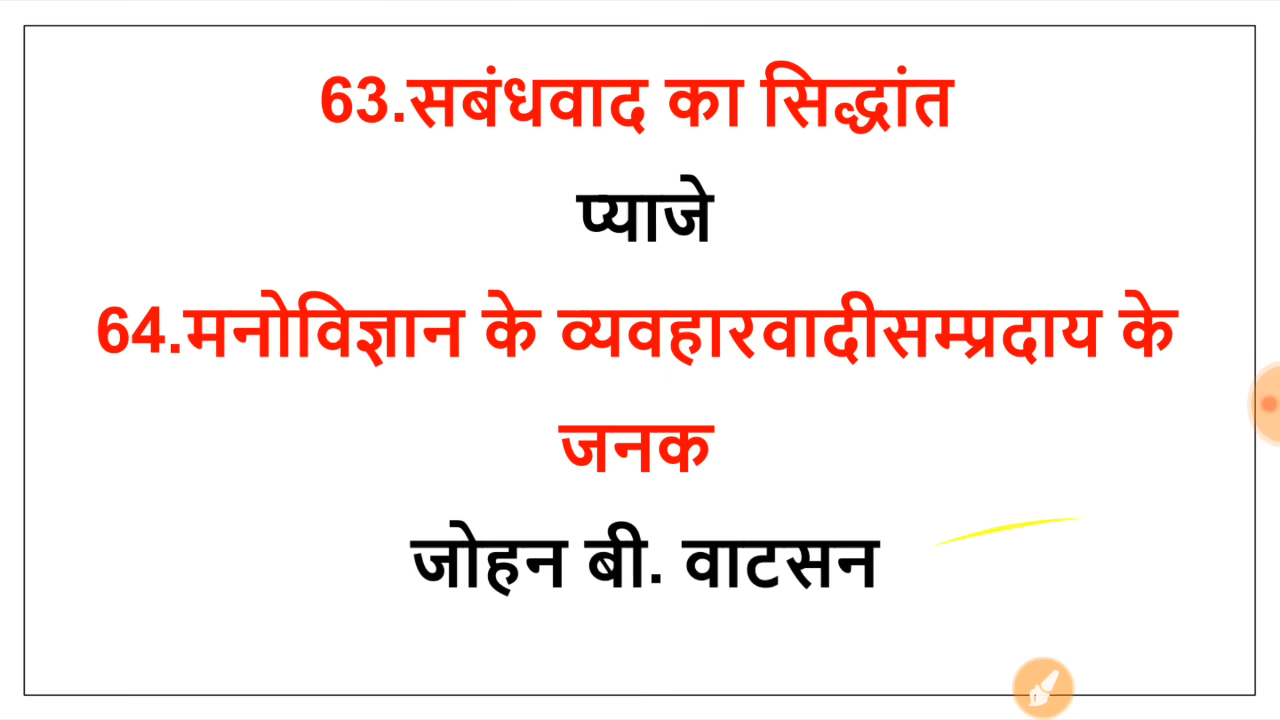 63.सबंधवाद का सिद्धांत
प्याजे
64.मनोविज्ञान के व्यवहारवादीसम्प्रदाय के
जनक
जोहन बी. वाटसन